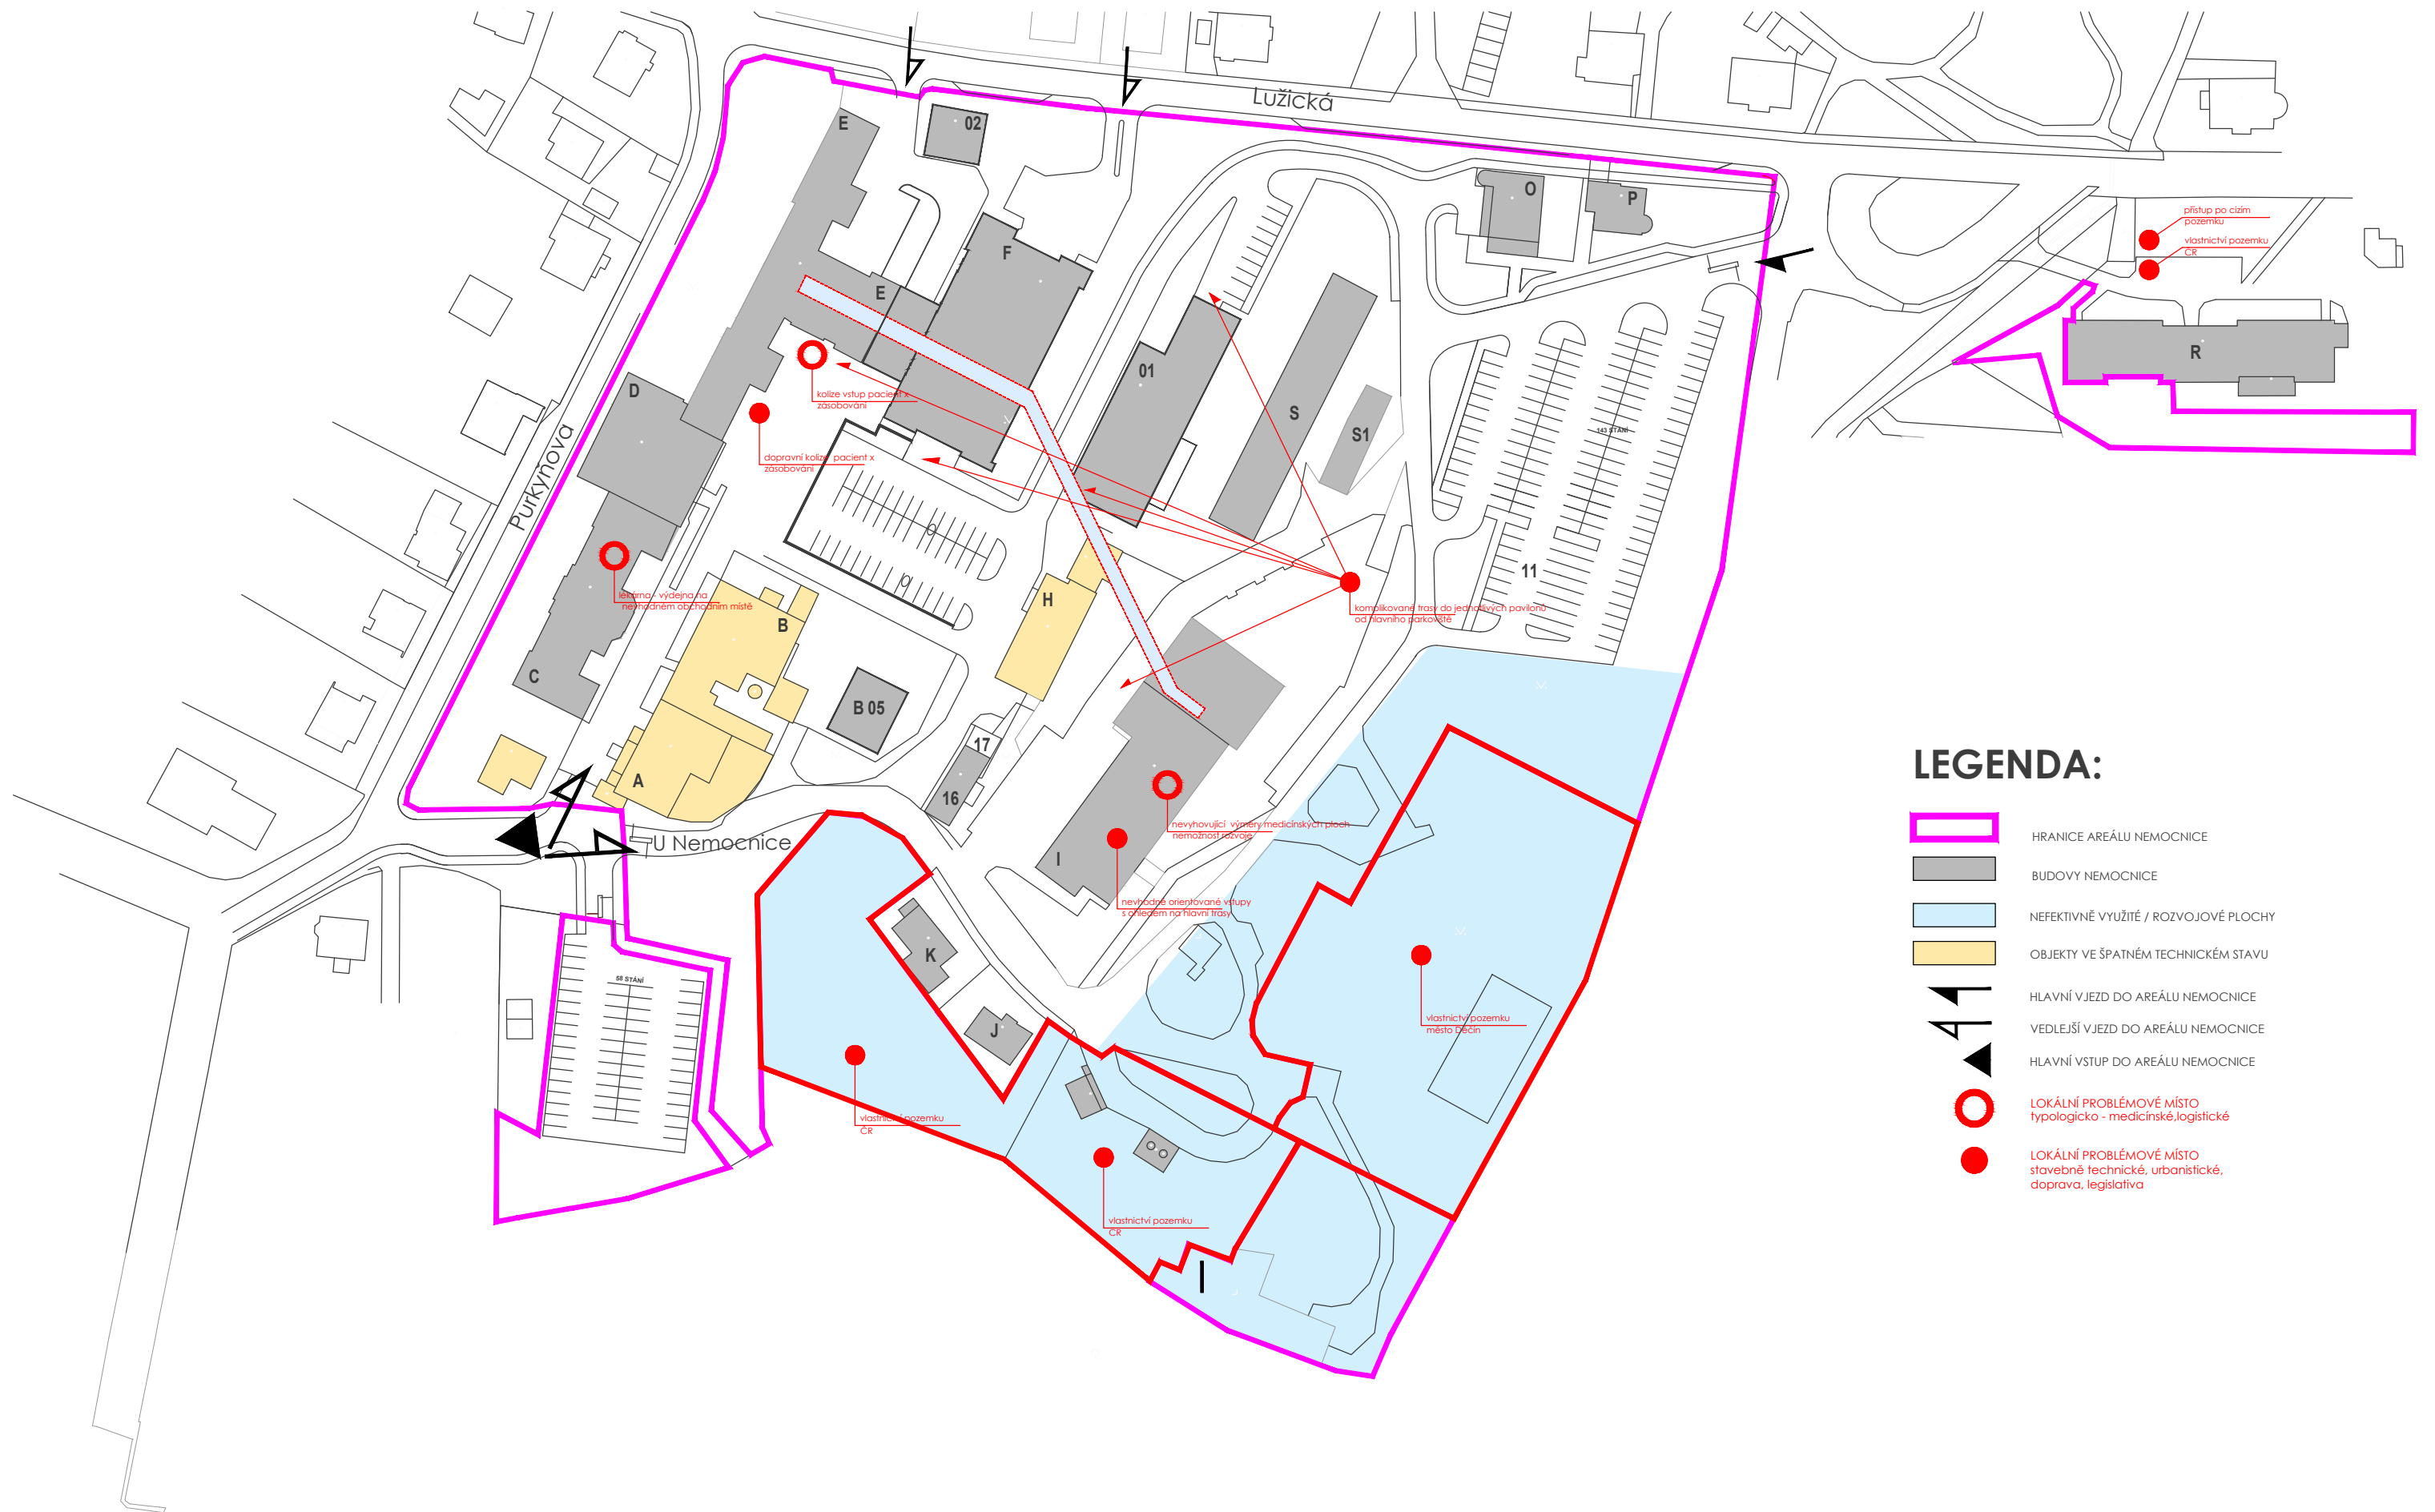 Lužická
02
E
přístup po cizím
pozemku
vlastnictví pozemku
ČR
O
P
F
E
R
01
D
kolize vstup pacient x
zásobování
S
S1
143 STÁNÍ
dopravní kolize pacient x
zásobování
Purkyňova
11
lékárna - výdejna na
nevhodném obchodním místě
H
komplikované trasy do jednotlivých pavilonů
od hlavního parkoviště
B
C
B 05
17
A
16
LEGENDA:
U Nemocnice
nevyhovující výměry medicínských ploch
nemožnost rozvoje
I
HRANICE AREÁLU NEMOCNICE
BUDOVY NEMOCNICE
nevhodně orientované vstupy
s ohledem na hlavní trasy
NEFEKTIVNĚ VYUŽITÉ / ROZVOJOVÉ PLOCHY
K
OBJEKTY VE ŠPATNÉM TECHNICKÉM STAVU
55 STÁNÍ
HLAVNÍ VJEZD DO AREÁLU NEMOCNICE
vlastnictví pozemku
město Děčín
J
VEDLEJŠÍ VJEZD DO AREÁLU NEMOCNICE
HLAVNÍ VSTUP DO AREÁLU NEMOCNICE
vlastnictví pozemku
ČR
LOKÁLNÍ PROBLÉMOVÉ MÍSTO
typologicko - medicínské,logistické
LOKÁLNÍ PROBLÉMOVÉ MÍSTO
stavebně technické, urbanistické,
doprava, legislativa
vlastnictví pozemku
ČR